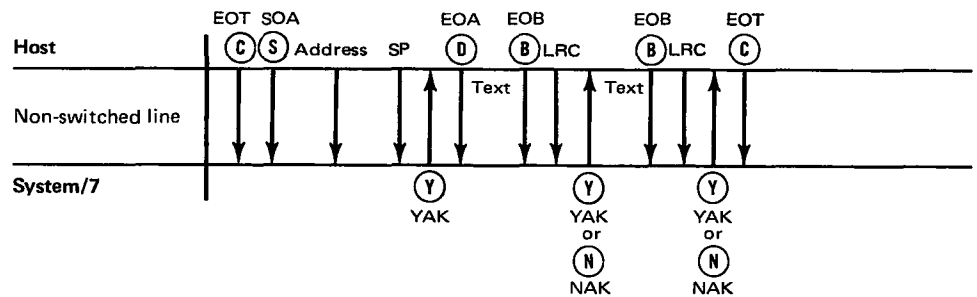 EOT SOA EOA EOB EOB EOT
Host C S Address SP D B LRC B LRC C
Text Text
Non-switched line
System/7
Y Y Y
YAK YAK YAK
or or
N N
NAK NAK